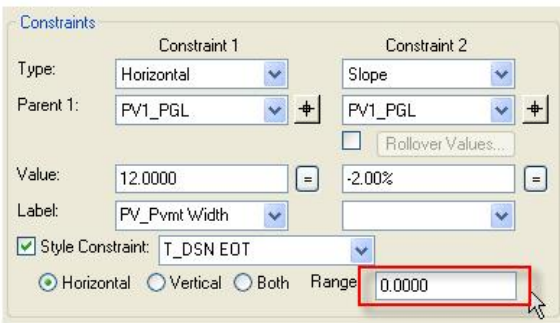 Constraints
Constraint 1 Constraint 2
Type: Horizontal Slope
Parent 1: PV1_PGL PV1_PGL
Rollover Values...
Value: 12.0000 = -2.00% =
Label: PV_Pvmt Width
Style Constraint: T_DSN EOT
Horizontal Vertical Both Range 0.0000